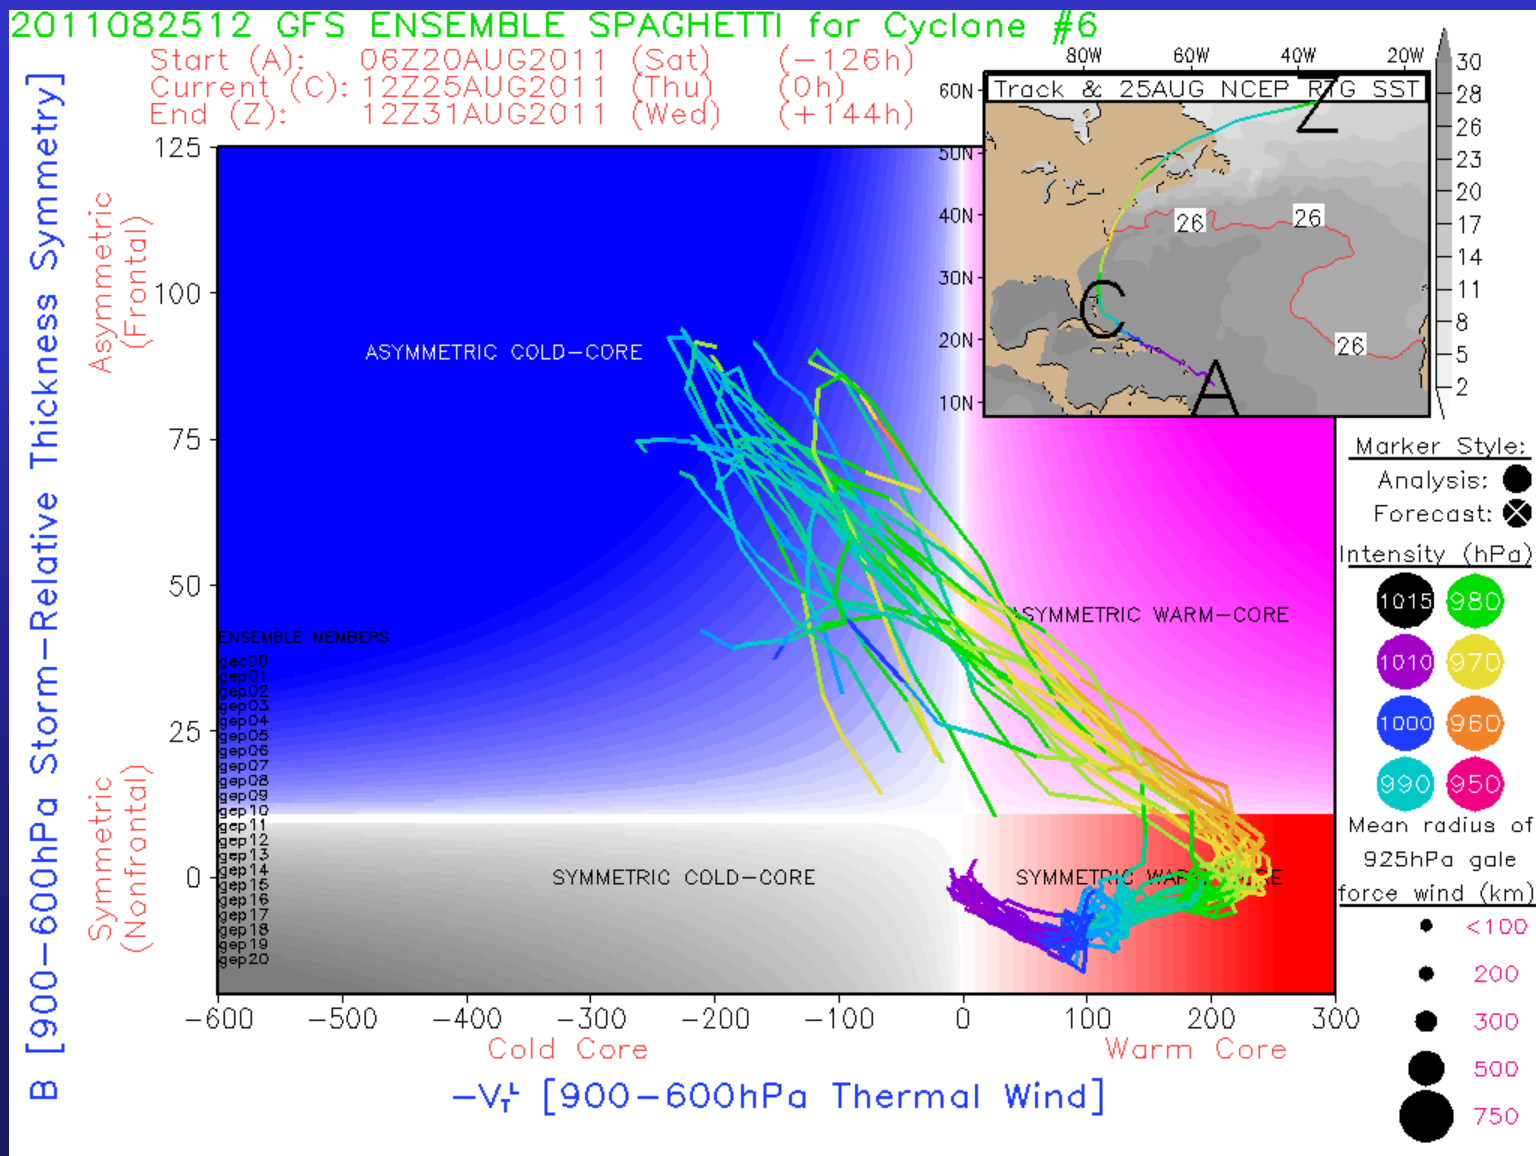 2011082512 GFS ENSEMBLE SPAGHETTI for Cyclone #6
Start (A): 06Z20AUG2011 (Sat) (−126h)
Current (C): 12Z25AUG2011 (Thu) (0h)
End (Z): 12Z31AUG2011 (Wed) (+144h)
80W 60W 40W 20W
Track & 25AUG NCEP RTG SST
60N
50N
40N
30N
20N
10N
26
26
26
Z
C
A
30
28
26
23
20
17
14
11
8
5
2
B [900−600hPa Storm−Relative Thickness Symmetry]
Asymmetric
(Frontal)
Symmetric
(Nonfrontal)
125
100
75
50
25
0
ASYMMETRIC COLD−CORE
ASYMMETRIC WARM−CORE
SYMMETRIC COLD−CORE
SYMMETRIC WARM−CORE
ENSEMBLE MEMBERS
gec00
gep01
gep02
gep03
gep04
gep05
gep06
gep07
gep08
gep09
gep10
gep11
gep12
gep13
gep14
gep15
gep16
gep17
gep18
gep19
gep20
−600 −500 −400 −300 −200 −100 0 100 200 300
Cold Core Warm Core
−V_T^L [900−600hPa Thermal Wind]
Marker Style:
Analysis:
Forecast:
Intensity (hPa)
1015 980
1010 970
1000 960
990 950
Mean radius of
925hPa gale
force wind (km)
<100
200
300
500
750